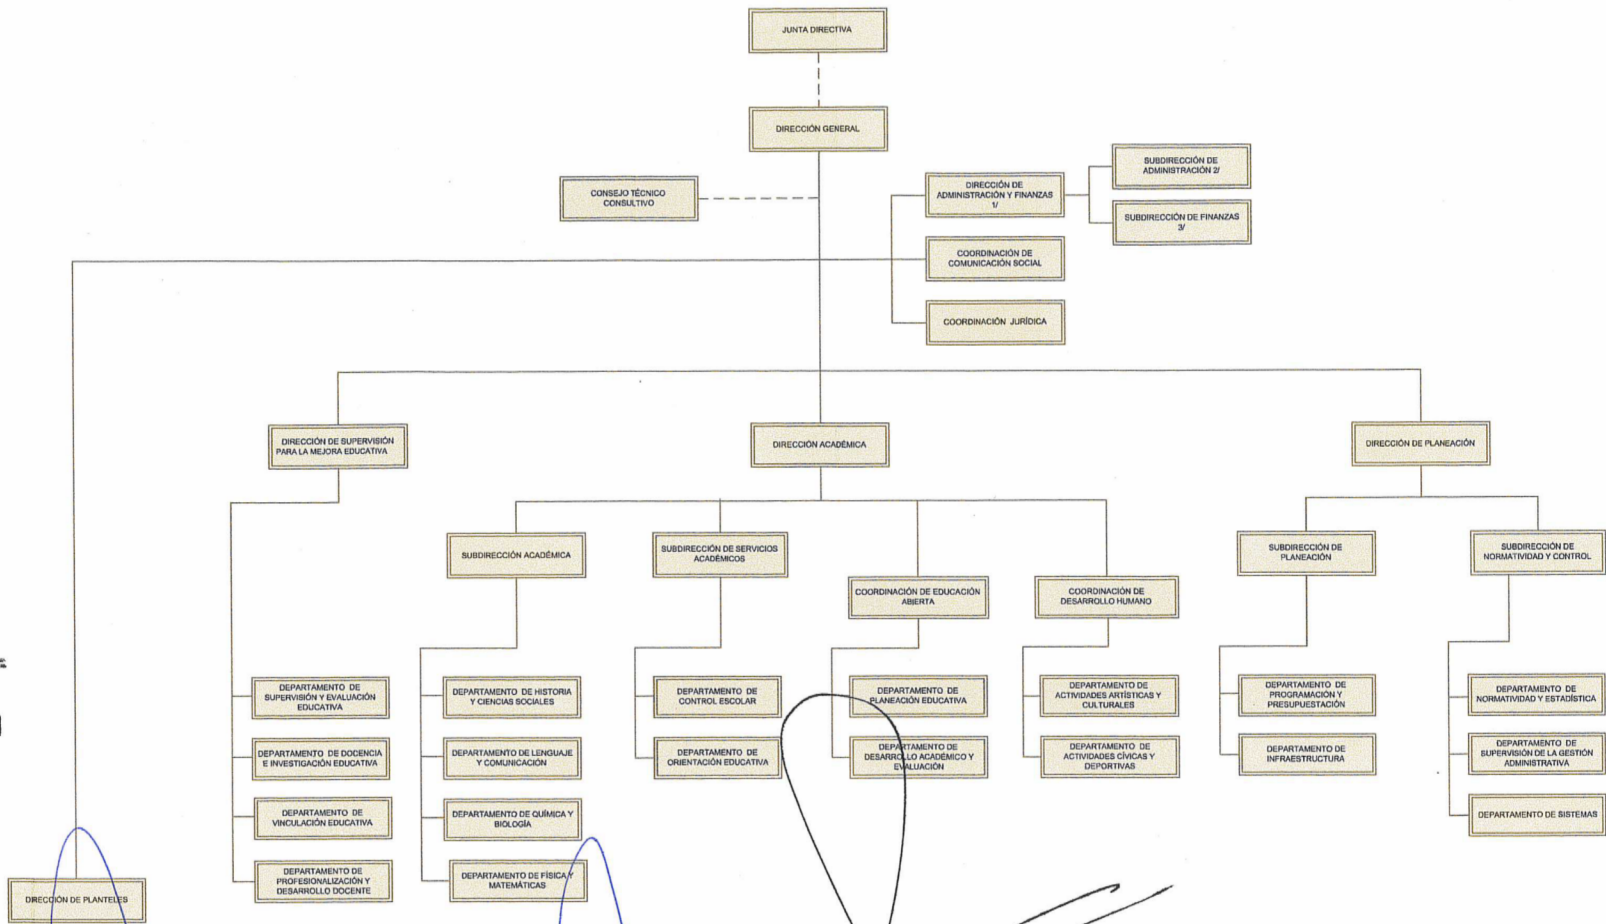 JUNTA DIRECTIVA
DIRECCIÓN GENERAL
CONSEJO TÉCNICO
CONSULTIVO
DIRECCIÓN DE
ADMINISTRACIÓN Y FINANZAS
1/
SUBDIRECCIÓN DE
ADMINISTRACIÓN 2/
SUBDIRECCIÓN DE FINANZAS
3/
COORDINACIÓN DE
COMUNICACIÓN SOCIAL
COORDINACIÓN JURÍDICA
DIRECCIÓN DE SUPERVISIÓN
PARA LA MEJORA EDUCATIVA
DIRECCIÓN ACADÉMICA
DIRECCIÓN DE PLANEACIÓN
SUBDIRECCIÓN ACADÉMICA
SUBDIRECCIÓN DE SERVICIOS
ACADÉMICOS
COORDINACIÓN DE EDUCACIÓN
ABIERTA
COORDINACIÓN DE
DESARROLLO HUMANO
SUBDIRECCIÓN DE
PLANEACIÓN
SUBDIRECCIÓN DE
NORMATIVIDAD Y CONTROL
DEPARTAMENTO DE
SUPERVISIÓN Y EVALUACIÓN
EDUCATIVA
DEPARTAMENTO DE DOCENCIA
E INVESTIGACIÓN EDUCATIVA
DEPARTAMENTO DE
VINCULACIÓN EDUCATIVA
DEPARTAMENTO DE
PROFESIONALIZACIÓN Y
DESARROLLO DOCENTE
DEPARTAMENTO DE HISTORIA
Y CIENCIAS SOCIALES
DEPARTAMENTO DE LENGUAJE
Y COMUNICACIÓN
DEPARTAMENTO DE QUÍMICA Y
BIOLOGÍA
DEPARTAMENTO DE FÍSICA Y
MATEMÁTICAS
DEPARTAMENTO DE
CONTROL ESCOLAR
DEPARTAMENTO DE
ORIENTACIÓN EDUCATIVA
DEPARTAMENTO DE
PLANEACIÓN EDUCATIVA
DEPARTAMENTO DE
DESARROLLO ACADÉMICO Y
EVALUACIÓN
DEPARTAMENTO DE
ACTIVIDADES ARTÍSTICAS Y
CULTURALES
DEPARTAMENTO DE
ACTIVIDADES CÍVICAS Y
DEPORTIVAS
DEPARTAMENTO DE
PROGRAMACIÓN Y
PRESUPUESTACIÓN
DEPARTAMENTO DE
INFRAESTRUCTURA
DEPARTAMENTO DE
NORMATIVIDAD Y ESTADÍSTICA
DEPARTAMENTO DE
SUPERVISIÓN DE LA GESTIÓN
ADMINISTRATIVA
DEPARTAMENTO DE SISTEMAS
DIRECCIÓN DE PLANTELES